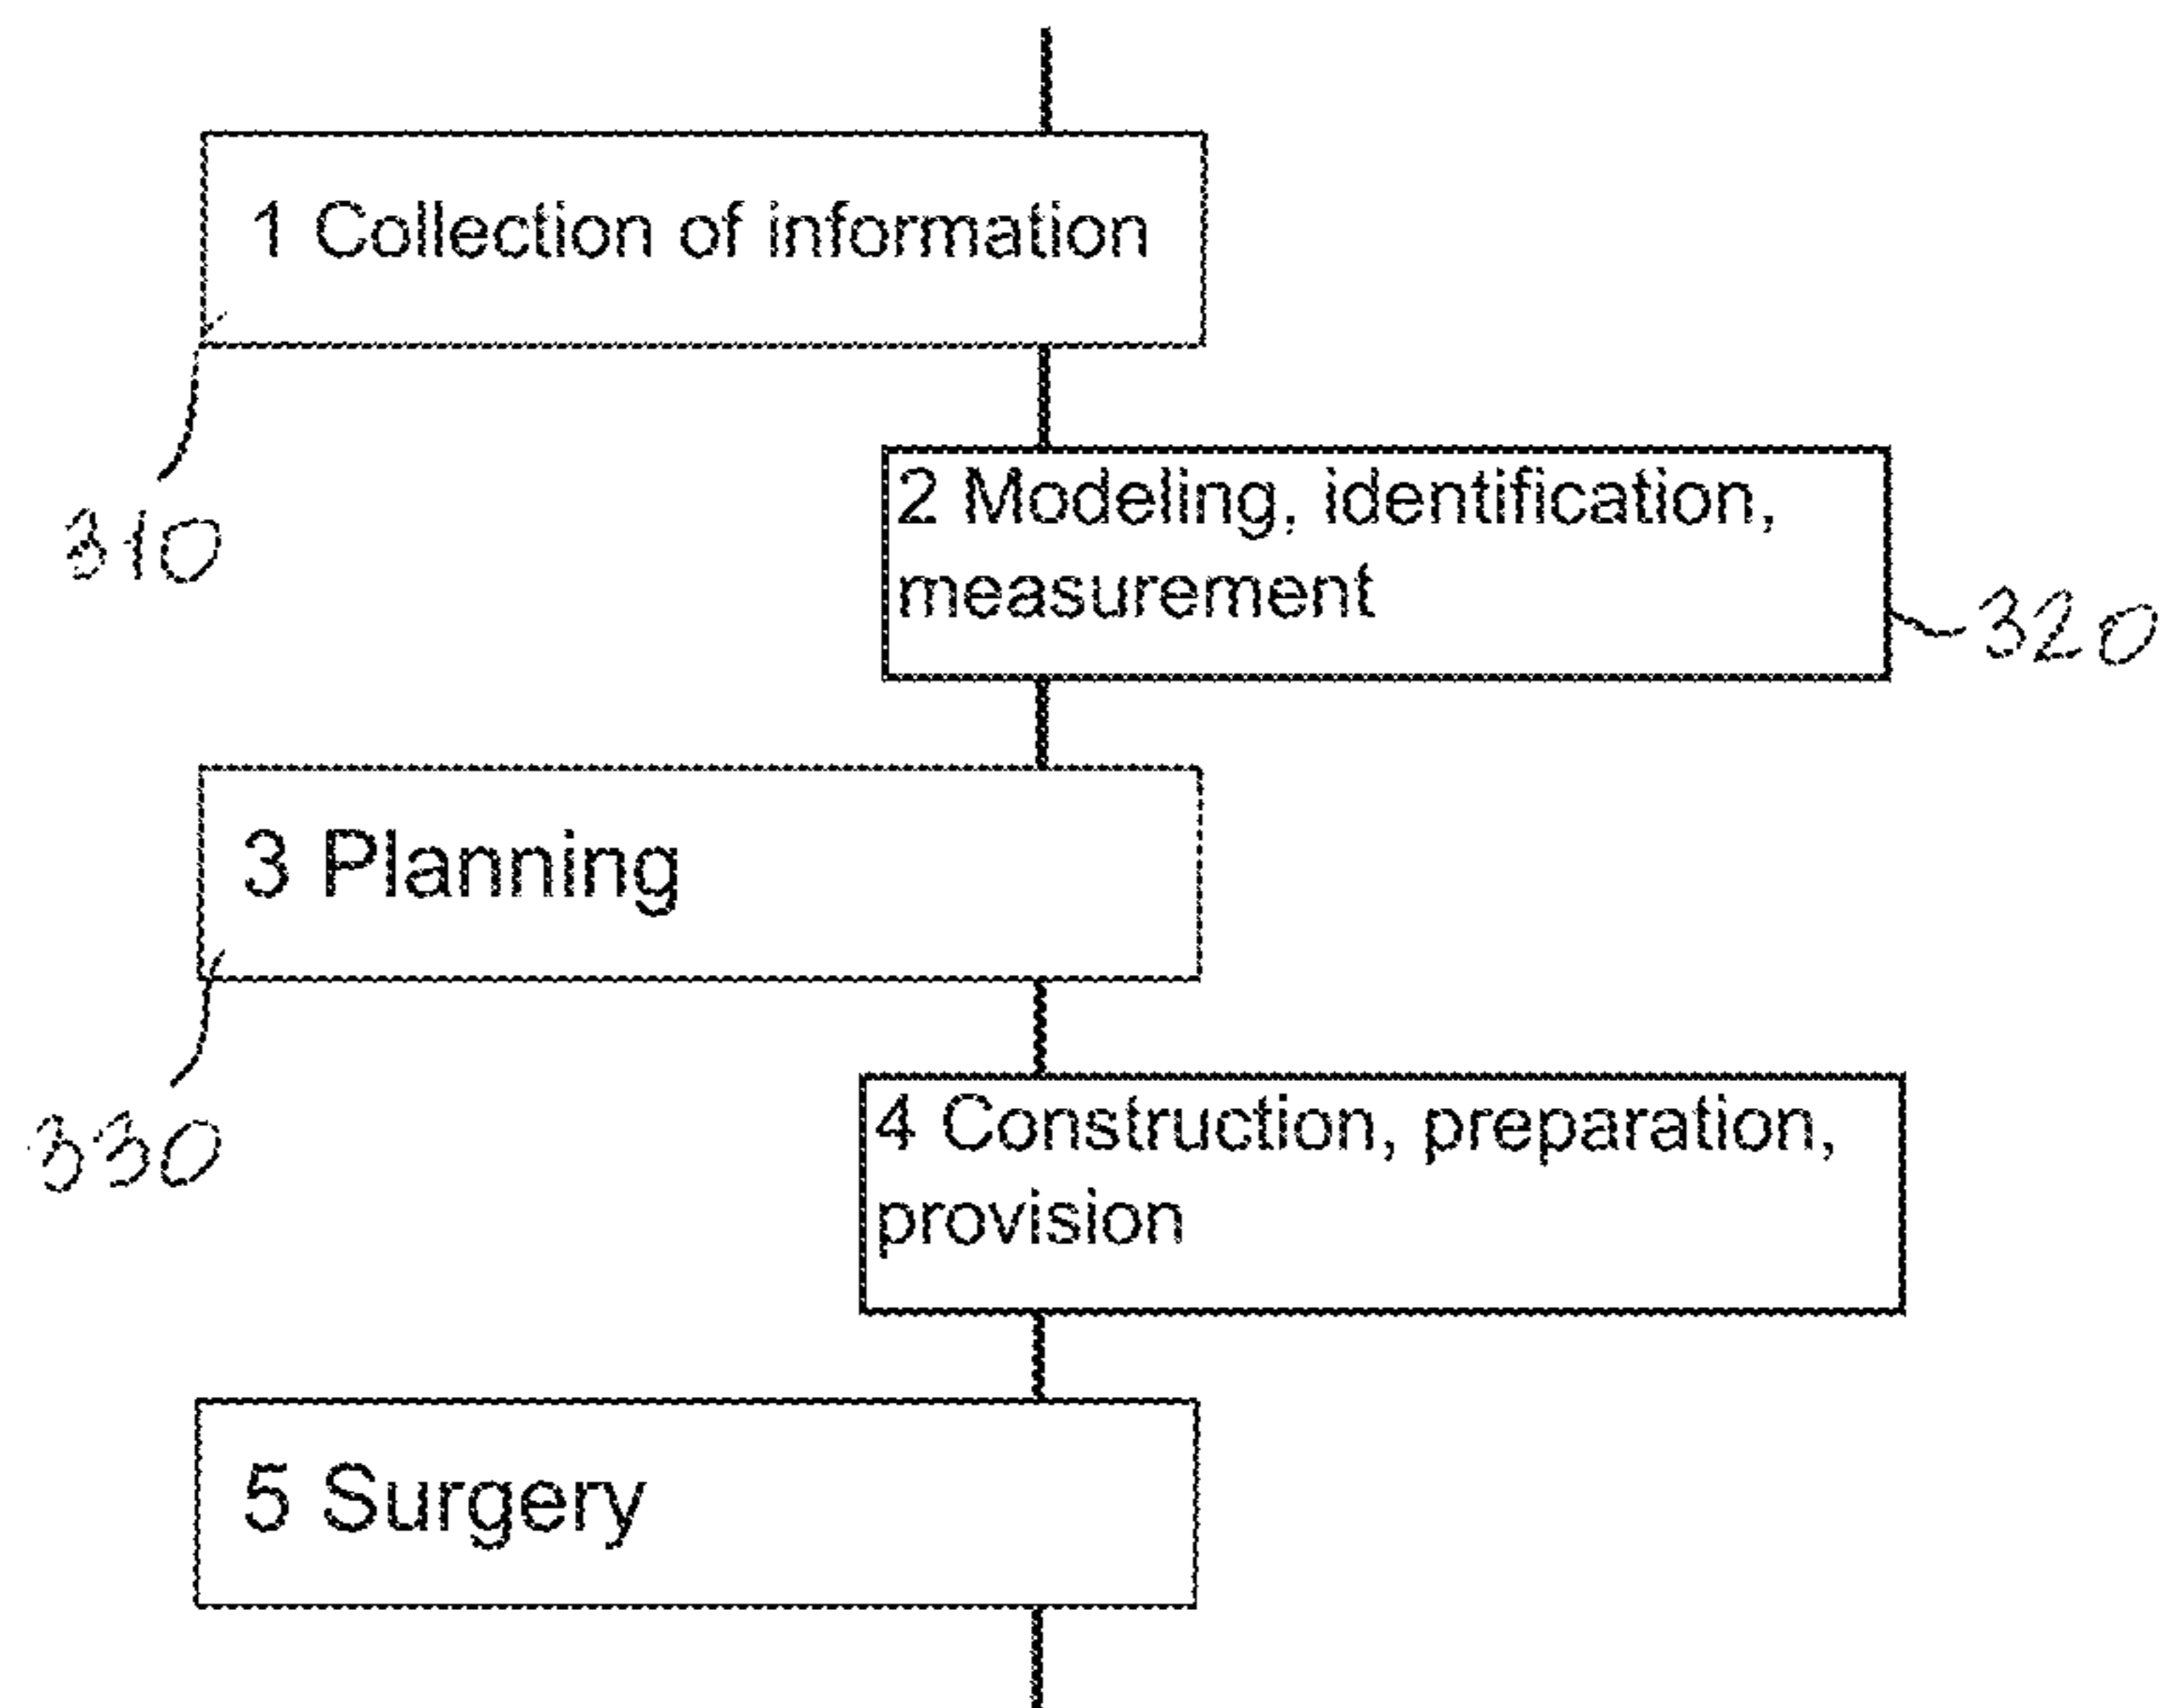 1 Collection of information
310
2 Modeling, identification,
measurement
320
3 Planning
330
4 Construction, preparation,
provision
5 Surgery